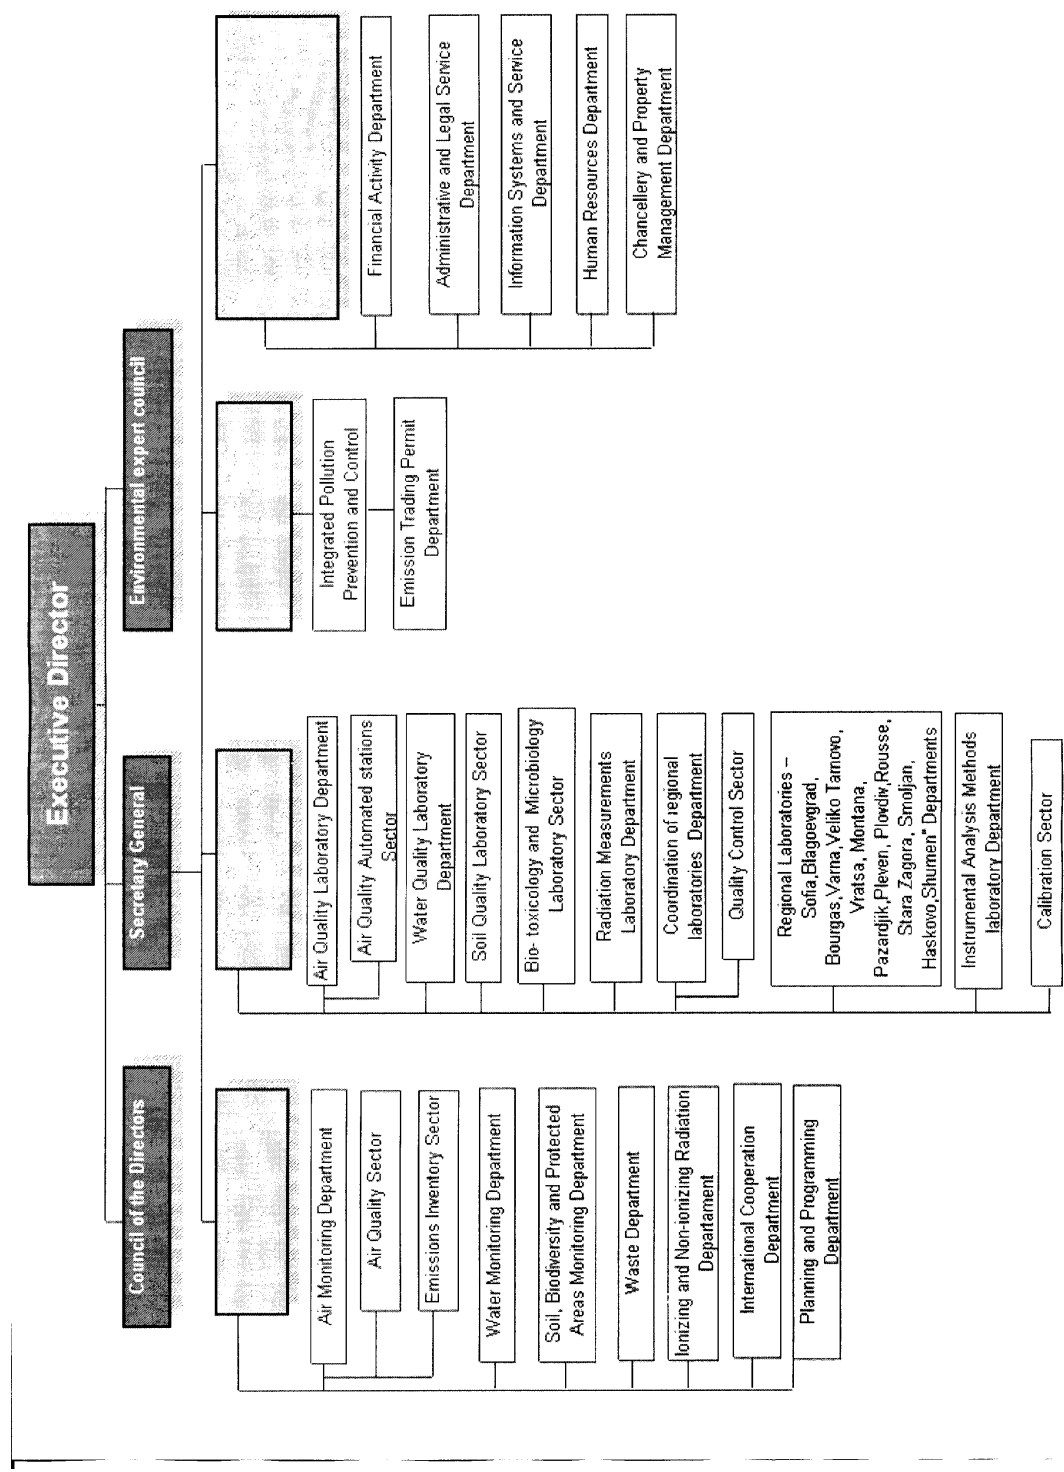 Executive Director
Council of the Directors
Secretary General
Environmental expert council
Air Monitoring Department
Air Quality Sector
Emissions Inventory Sector
Water Monitoring Department
Soil, Biodiversity and Protected
Areas Monitoring Department
Waste Department
Ionizing and Non-ionizing Radiation
Departament
International Cooperation
Department
Planning and Programming
Department
Air Quality Laboratory Department
Air Quality Automated stations
Sector
Water Quality Laboratory
Department
Soil Quality Laboratory Sector
Bio- toxicology and Microbiology
Laboratory Sector
Radiation Measurements
Laboratory Department
Coordination of regional
laboratories Department
Quality Control Sector
Regional Laboratories –
Sofia,Blagoevgrad,
Bourgas,Varna,Veliko Tarnovo,
Vratsa, Montana,
Pazardjik,Pleven, Plovdiv,Rousse,
Stara Zagora, Smoljan,
Haskovo,Shumen" Departments
Instrumental Analysis Methods
laboratory Department
Calibration Sector
Integrated Pollution
Prevention and Control
Emission Trading Permit
Department
Financial Activity Department
Administrative and Legal Service
Department
Information Systems and Service
Department
Human Resources Department
Chancellery and Property
Management Department